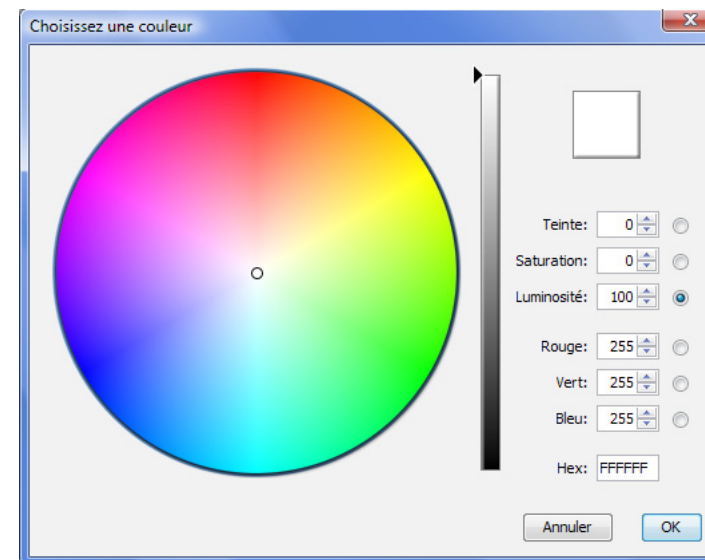 Choisissez une couleur
Teinte: 0
Saturation: 0
Luminosité: 100
Rouge: 255
Vert: 255
Bleu: 255
Hex: FFFFFF
Annuler OK